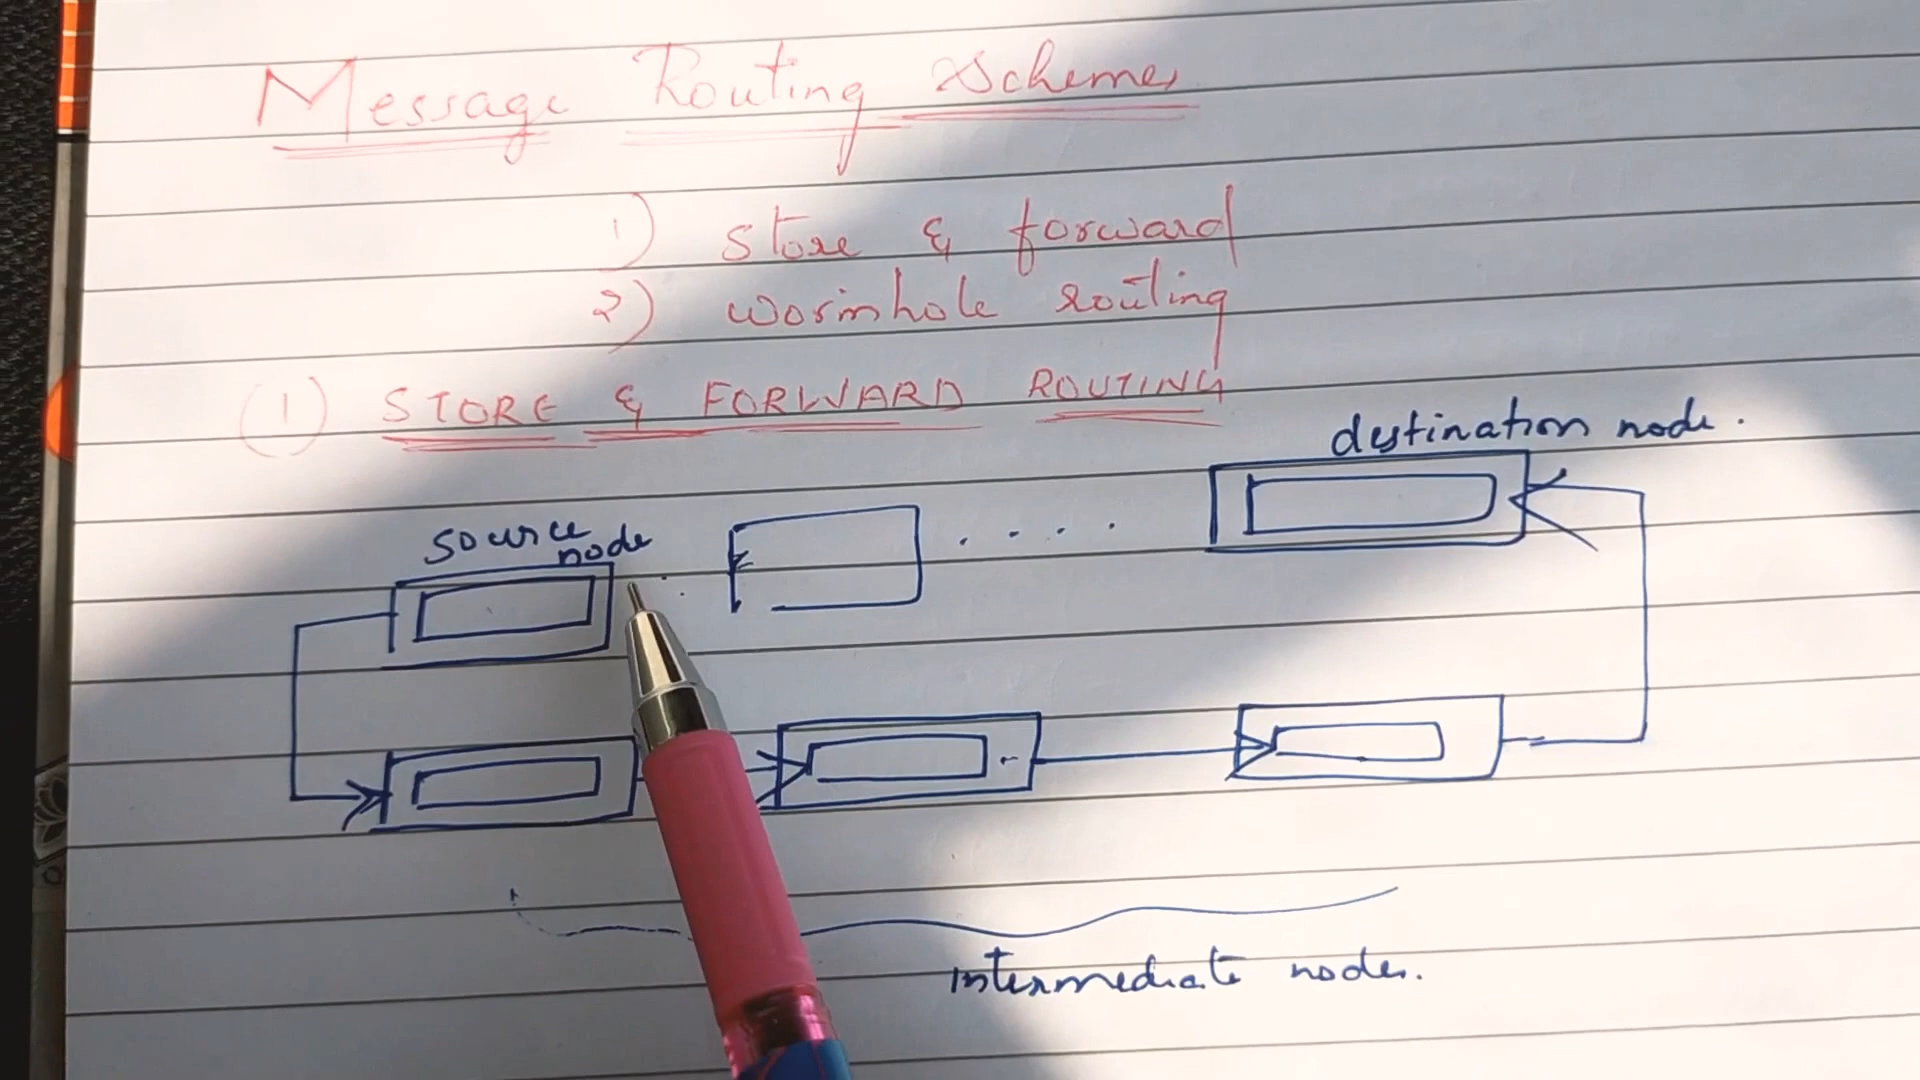 Message Routing Schemes
1) Store & forward
2) wormhole routing
(1) STORE & FORWARD ROUTING
destination node.
source
node
intermediate nodes.